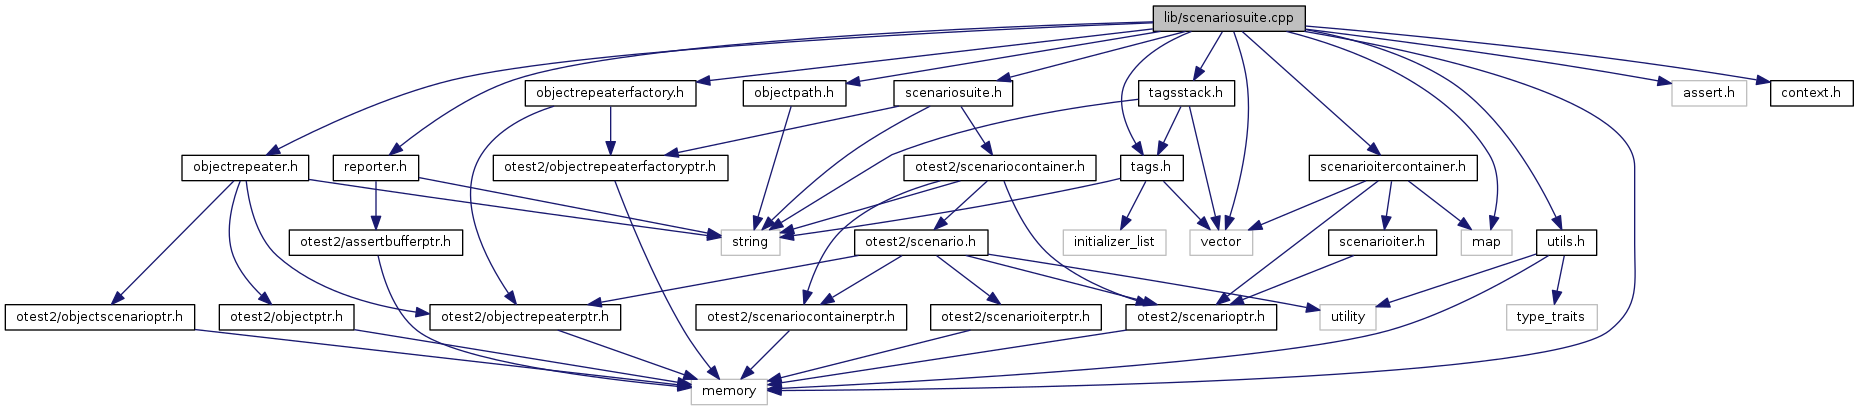 lib/scenariosuite.cpp
objectrepeaterfactory.h
objectpath.h
scenariosuite.h
tagsstack.h
assert.h
context.h
objectrepeater.h
reporter.h
otest2/objectrepeaterfactoryptr.h
otest2/scenariocontainer.h
tags.h
scenarioitercontainer.h
otest2/assertbufferptr.h
string
otest2/scenario.h
initializer_list
vector
scenarioiter.h
map
utils.h
otest2/objectscenarioptr.h
otest2/objectptr.h
otest2/objectrepeaterptr.h
otest2/scenariocontainerptr.h
otest2/scenarioiterptr.h
otest2/scenarioptr.h
utility
type_traits
memory